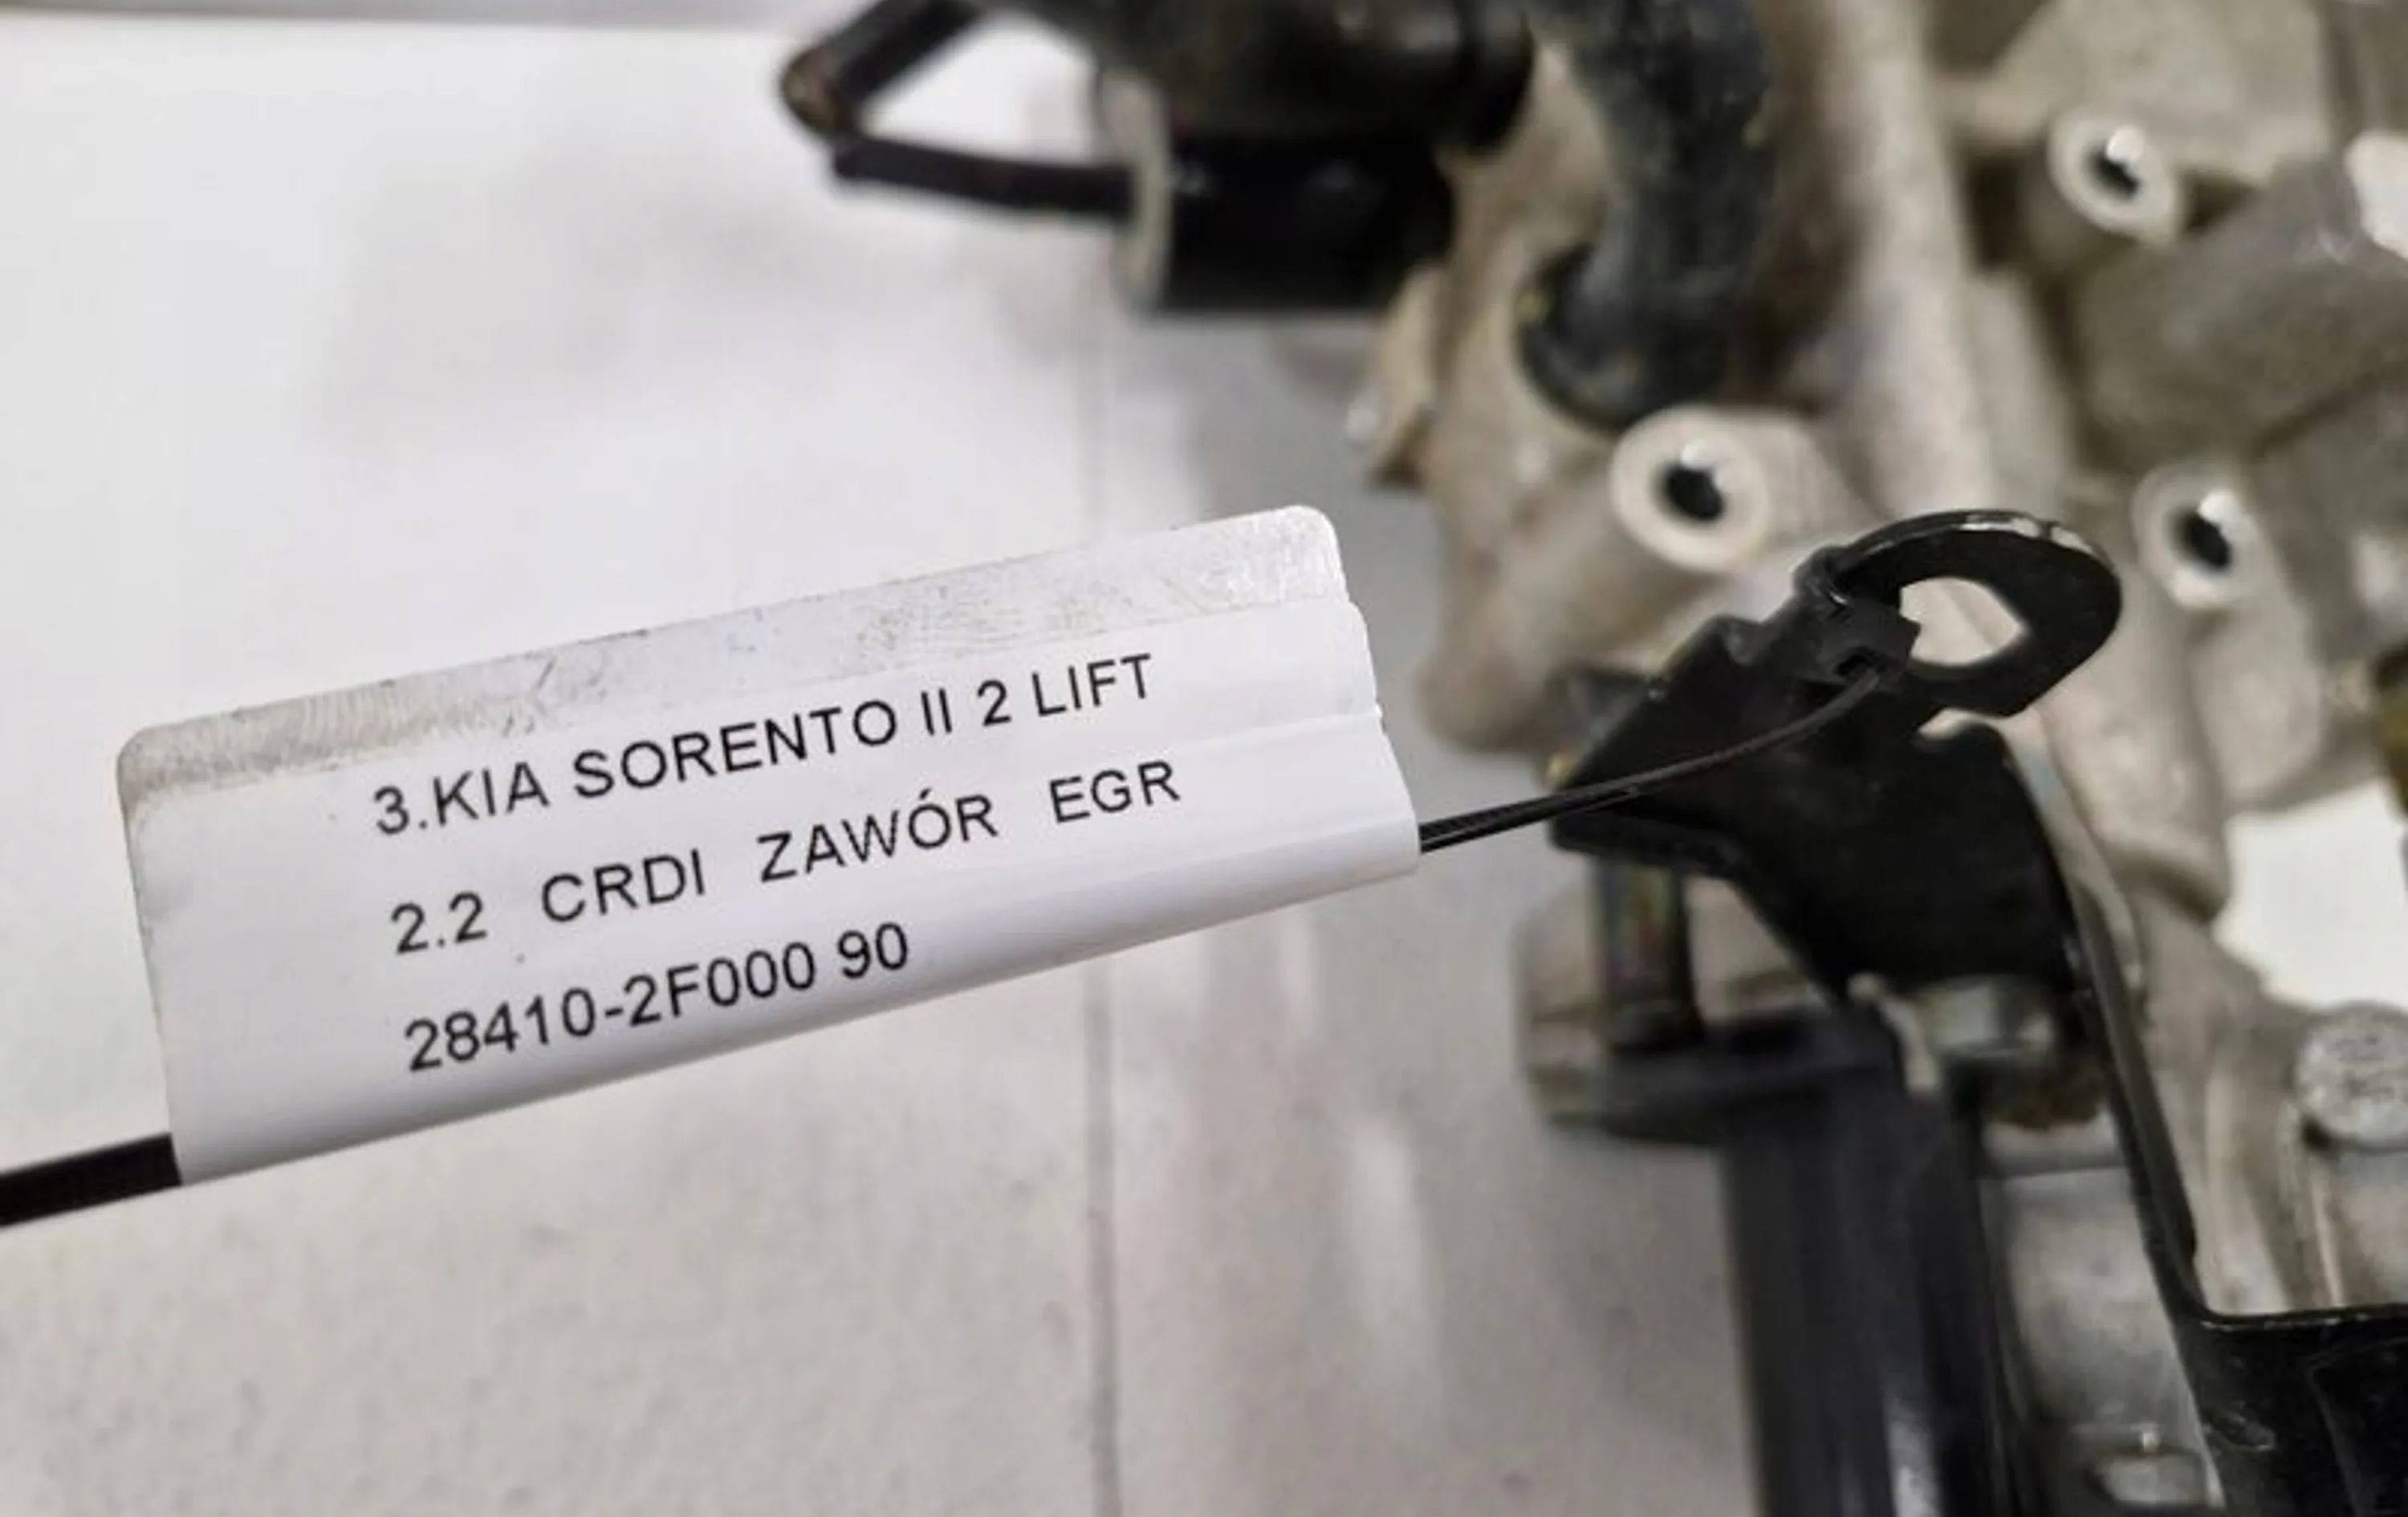 3.KIA SORENTO II 2 LIFT
2.2 CRDI ZAWÓR EGR
28410-2F000 90